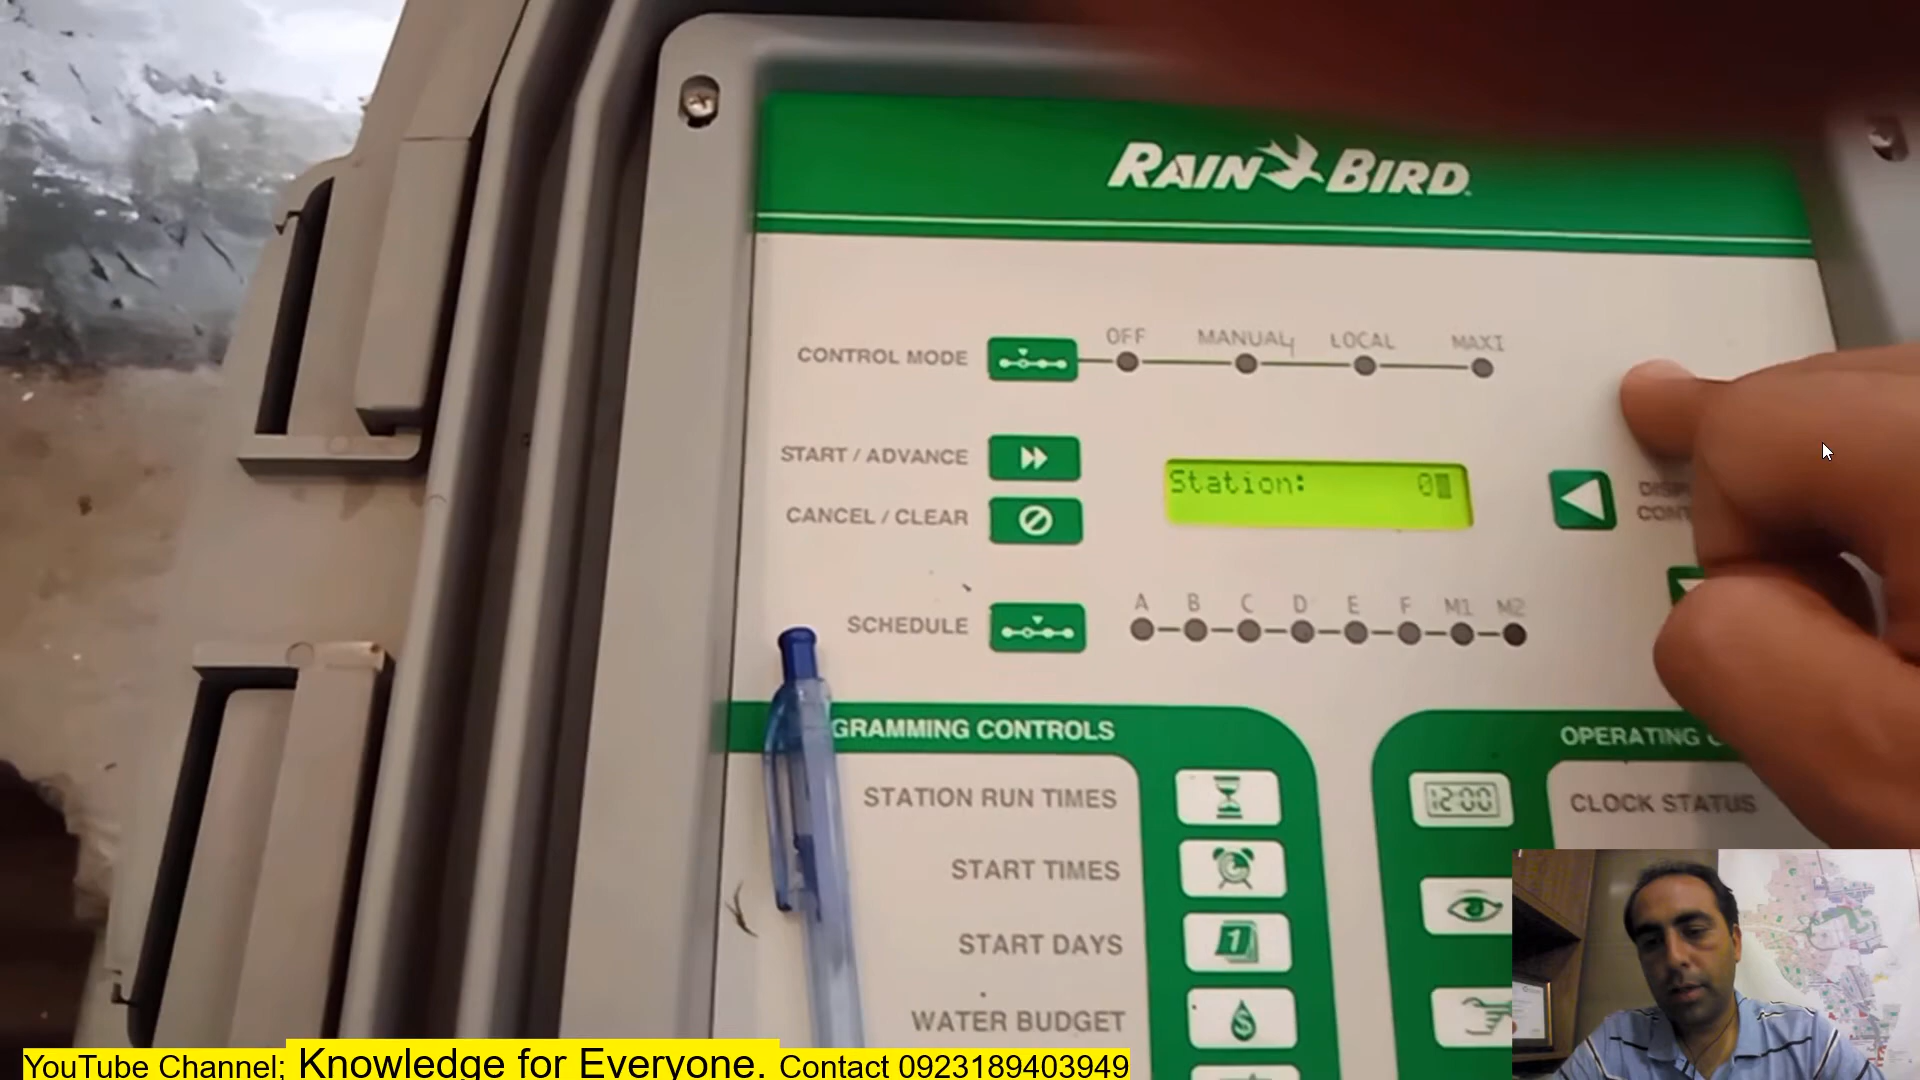 RAIN BIRD
CONTROL MODE
OFF MANUAL LOCAL MAXI
START / ADVANCE
CANCEL / CLEAR
Station: 0
SCHEDULE
A B C D E F M1 M2
GRAMMING CONTROLS
STATION RUN TIMES
START TIMES
START DAYS
WATER BUDGET
OPERATING
12:00
CLOCK STATUS
1
$
YouTube Channel; Knowledge for Everyone. Contact 0923189403949